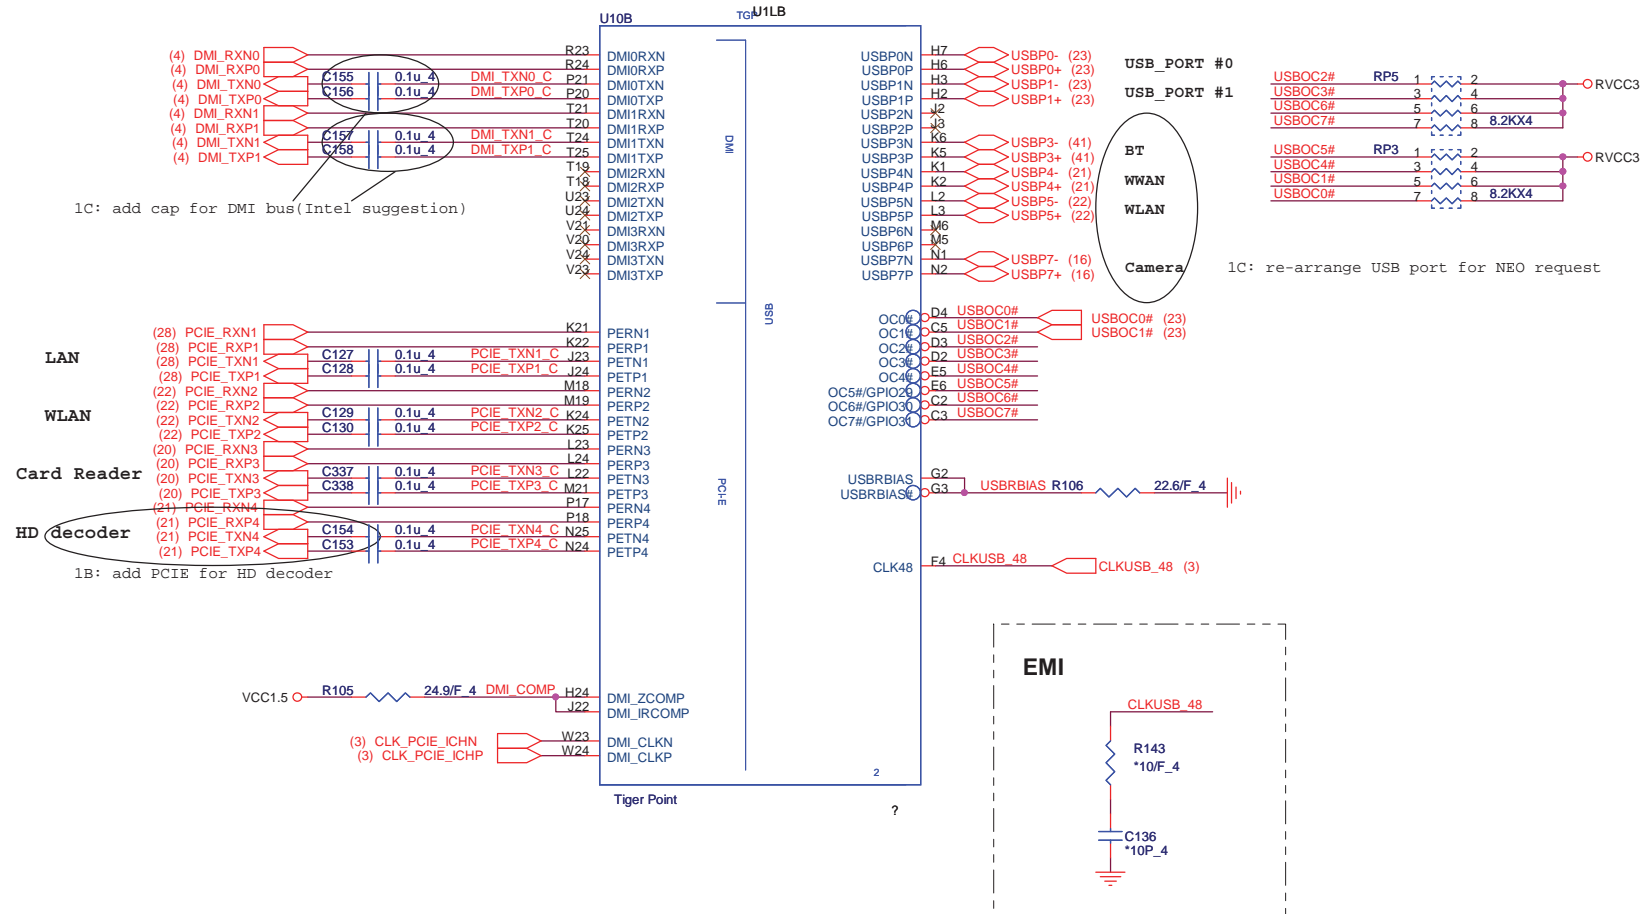 U10B
TGP
U1LB
(4) DMI_RXN0 R23 DMI0RXN
(4) DMI_RXP0 R24 DMI0RXP
(4) DMI_TXN0 C155 0.1u_4 DMI_TXN0_C P21 DMI0TXN
(4) DMI_TXP0 C156 0.1u_4 DMI_TXP0_C P20 DMI0TXP
(4) DMI_RXN1 T21 DMI1RXN
(4) DMI_RXP1 T20 DMI1RXP
(4) DMI_TXN1 C157 0.1u_4 DMI_TXN1_C T24 DMI1TXN
(4) DMI_TXP1 C158 0.1u_4 DMI_TXP1_C T25 DMI1TXP
T19 DMI2RXN
T18 DMI2RXP
U23 DMI2TXN
U24 DMI2TXP
V21 DMI3RXN
V20 DMI3RXP
V24 DMI3TXN
V23 DMI3TXP
1C: add cap for DMI bus(Intel suggestion)
DMI
USB
PCI-E
LAN
(28) PCIE_RXN1 K21 PERN1
(28) PCIE_RXP1 K22 PERP1
(28) PCIE_TXN1 C127 0.1u_4 PCIE_TXN1_C J23 PETN1
(28) PCIE_TXP1 C128 0.1u_4 PCIE_TXP1_C J24 PETP1
WLAN
(22) PCIE_RXN2 M18 PERN2
(22) PCIE_RXP2 M19 PERP2
(22) PCIE_TXN2 C129 0.1u_4 PCIE_TXN2_C K24 PETN2
(22) PCIE_TXP2 C130 0.1u_4 PCIE_TXP2_C K25 PETP2
Card Reader
(20) PCIE_RXN3 L23 PERN3
(20) PCIE_RXP3 L24 PERP3
(20) PCIE_TXN3 C337 0.1u_4 PCIE_TXN3_C L22 PETN3
(20) PCIE_TXP3 C338 0.1u_4 PCIE_TXP3_C M21 PETP3
HD decoder
(21) PCIE_RXN4 P17 PERN4
(21) PCIE_RXP4 P18 PERP4
(21) PCIE_TXN4 C154 0.1u_4 PCIE_TXN4_C N25 PETN4
(21) PCIE_TXP4 C153 0.1u_4 PCIE_TXP4_C N24 PETP4
1B: add PCIE for HD decoder
VCC1.5 R105 24.9/F_4 DMI_COMP H24 DMI_ZCOMP
J22 DMI_IRCOMP
(3) CLK_PCIE_ICHN W23 DMI_CLKN
(3) CLK_PCIE_ICHP W24 DMI_CLKP
Tiger Point
2
?
USBP0N H7 USBP0- (23)
USBP0P H6 USBP0+ (23) USB_PORT #0
USBP1N H3 USBP1- (23)
USBP1P H2 USBP1+ (23) USB_PORT #1
USBP2N J2
USBP2P J3
USBP3N K6 USBP3- (41)
USBP3P K5 USBP3+ (41) BT
USBP4N K1 USBP4- (21)
USBP4P K2 USBP4+ (21) WWAN
USBP5N L2 USBP5- (22)
USBP5P L3 USBP5+ (22) WLAN
USBP6N M6
USBP6P M5
USBP7N N1 USBP7- (16)
USBP7P N2 USBP7+ (16) Camera
OC0# D4 USBOC0# USBOC0# (23)
OC1# C5 USBOC1# USBOC1# (23)
OC2# D3 USBOC2#
OC3# D2 USBOC3#
OC4# E5 USBOC4#
OC5#/GPIO29 E6 USBOC5#
OC6#/GPIO30 C2 USBOC6#
OC7#/GPIO31 C3 USBOC7#
USBRBIAS G2
USBRBIAS# G3 USBRBIAS R106 22.6/F_4
CLK48 F4 CLKUSB_48 CLKUSB_48 (3)
USBOC2# RP5 1 2 RVCC3
USBOC3# 3 4
USBOC6# 5 6
USBOC7# 7 8 8.2KX4
USBOC5# RP3 1 2 RVCC3
USBOC4# 3 4
USBOC1# 5 6
USBOC0# 7 8 8.2KX4
1C: re-arrange USB port for NEO request
EMI
CLKUSB_48
R143
*10/F_4
C136
*10P_4